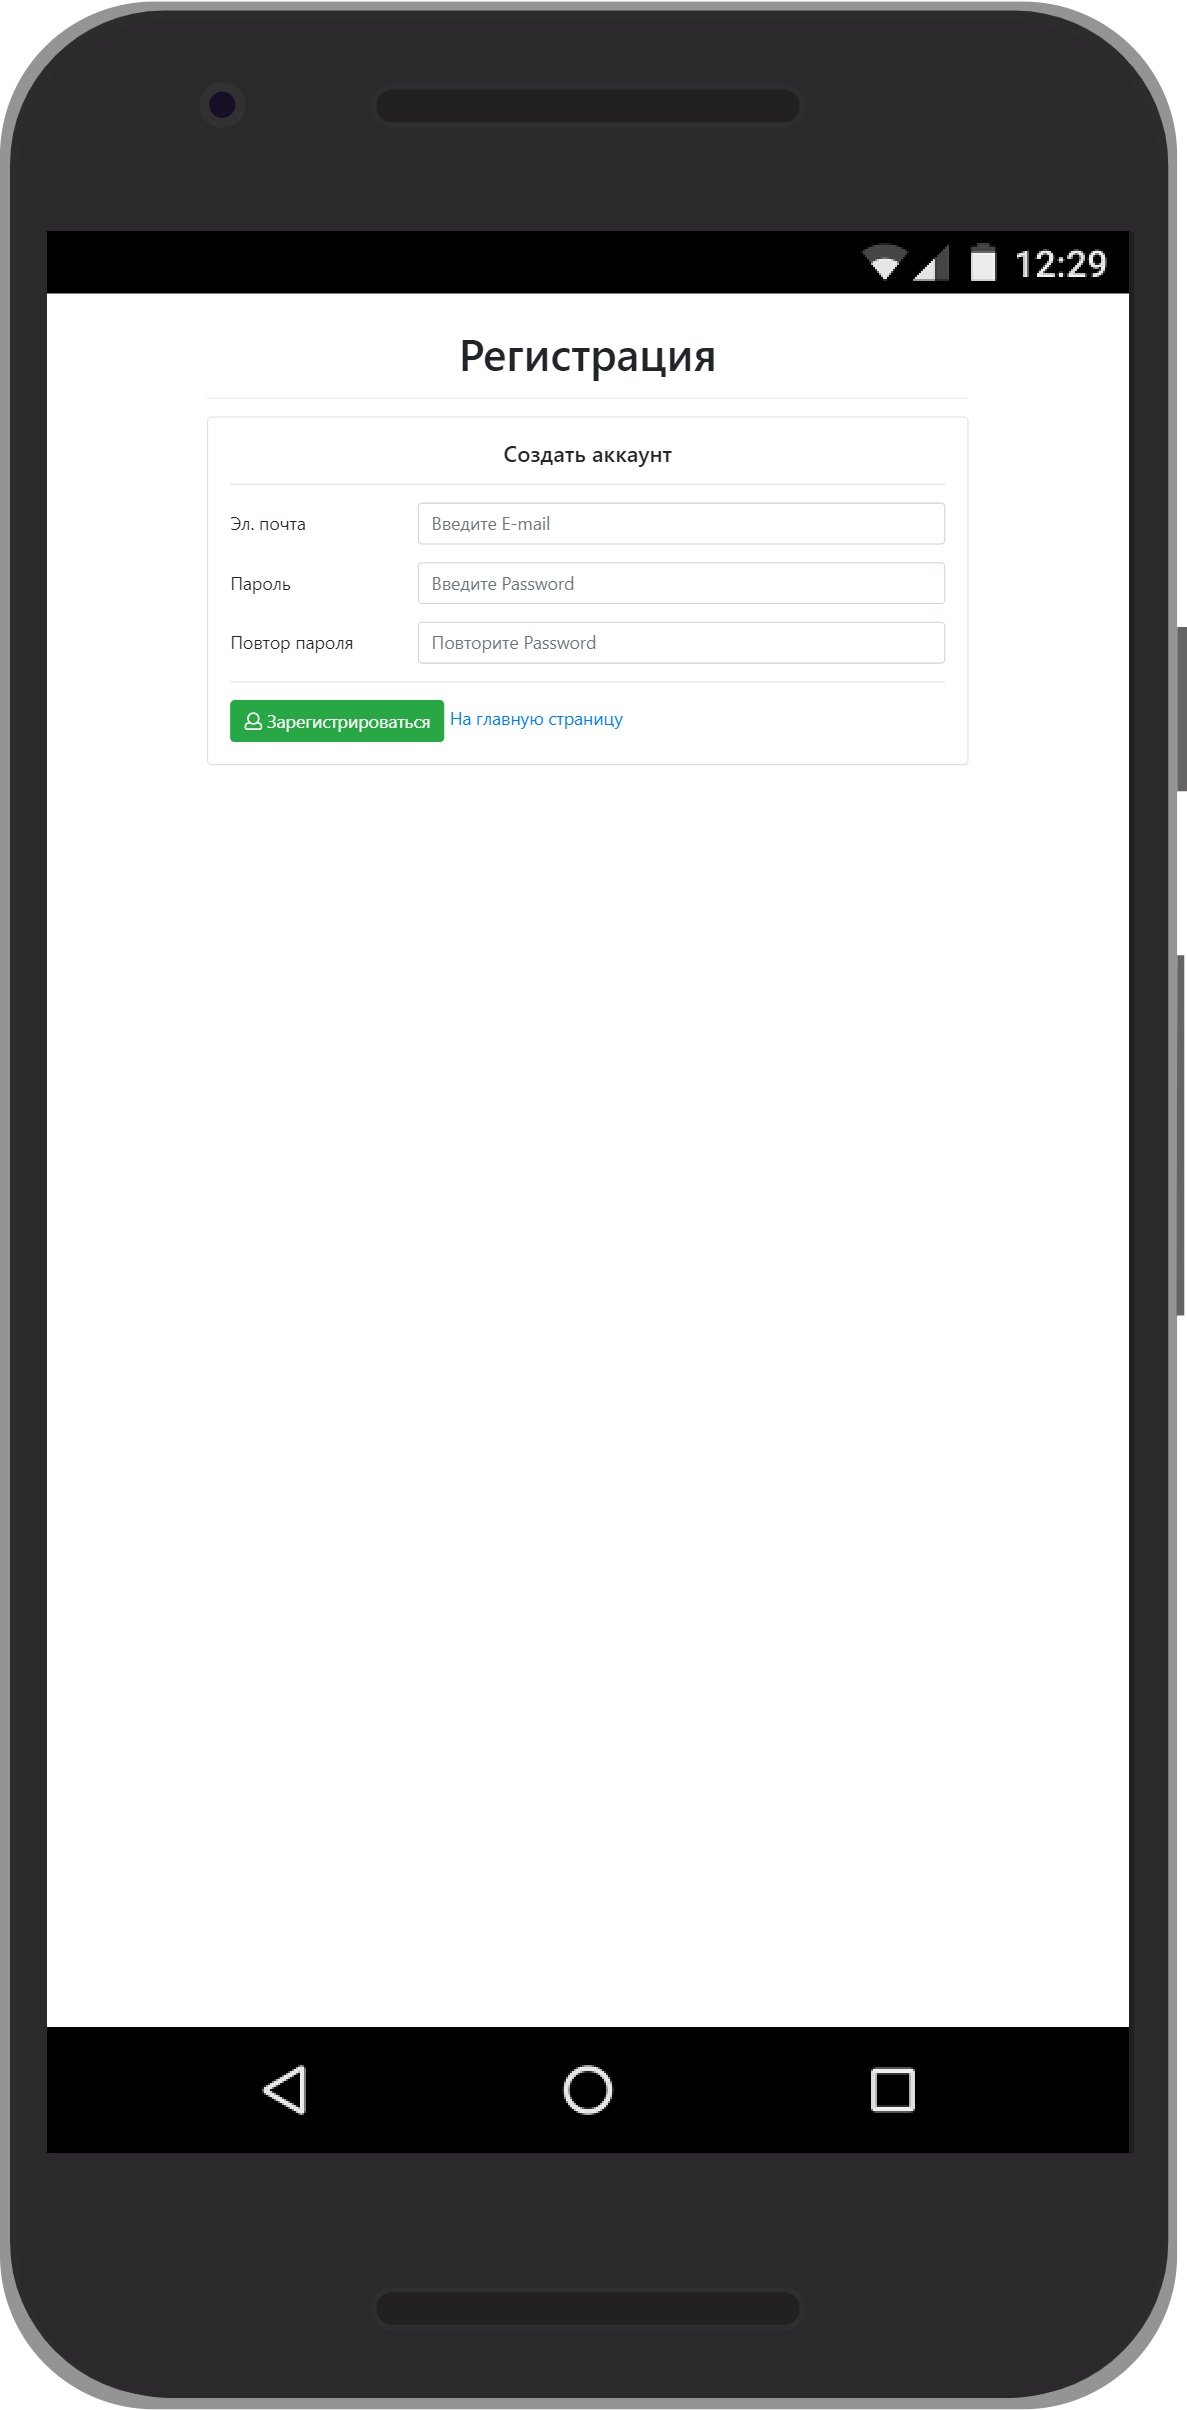 12:29
Регистрация
Создать аккаунт
Эл. почта Введите E-mail
Пароль Введите Password
Повтор пароля Повторите Password
Зарегистрироваться На главную страницу